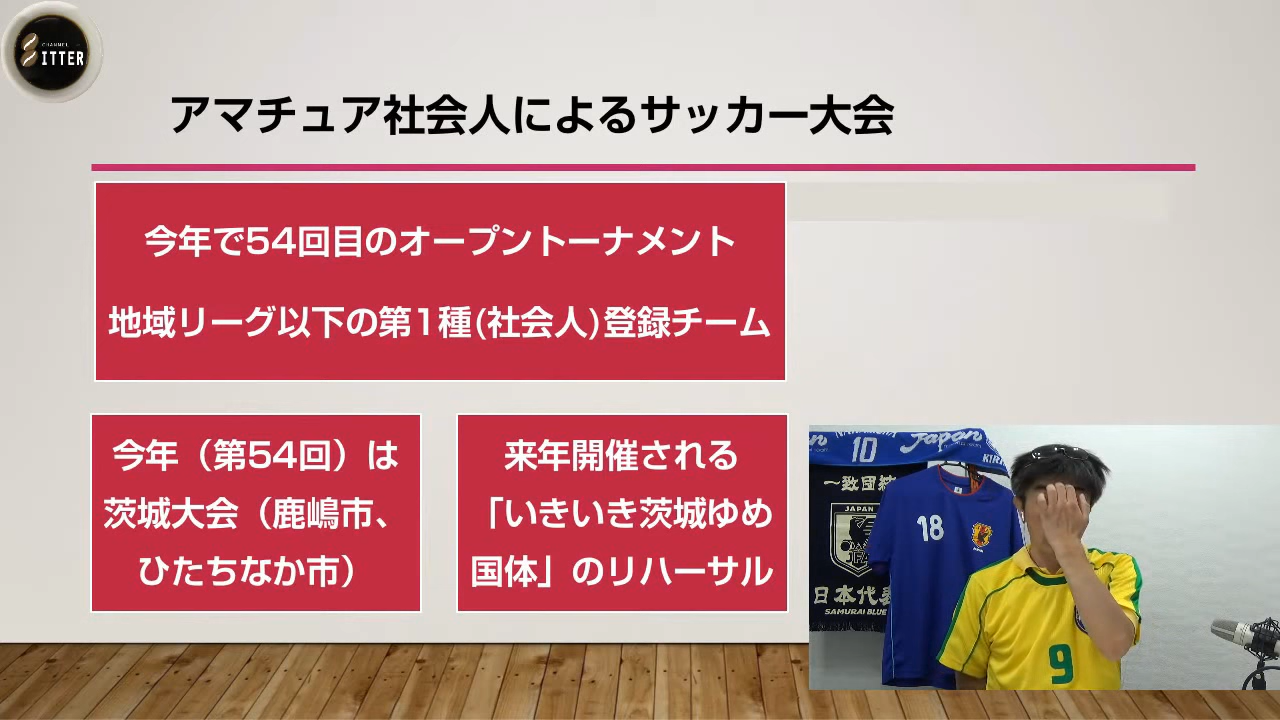 CHANNEL
BITTER
アマチュア社会人によるサッカー大会
今年で54回目のオープントーナメント
地域リーグ以下の第1種(社会人)登録チーム
今年（第54回）は
茨城大会（鹿嶋市、
ひたちなか市）
来年開催される
「いきいき茨城ゆめ
国体」のリハーサル
10
Japan
18
JAPAN
日本代表
SAMURAI BLUE
9